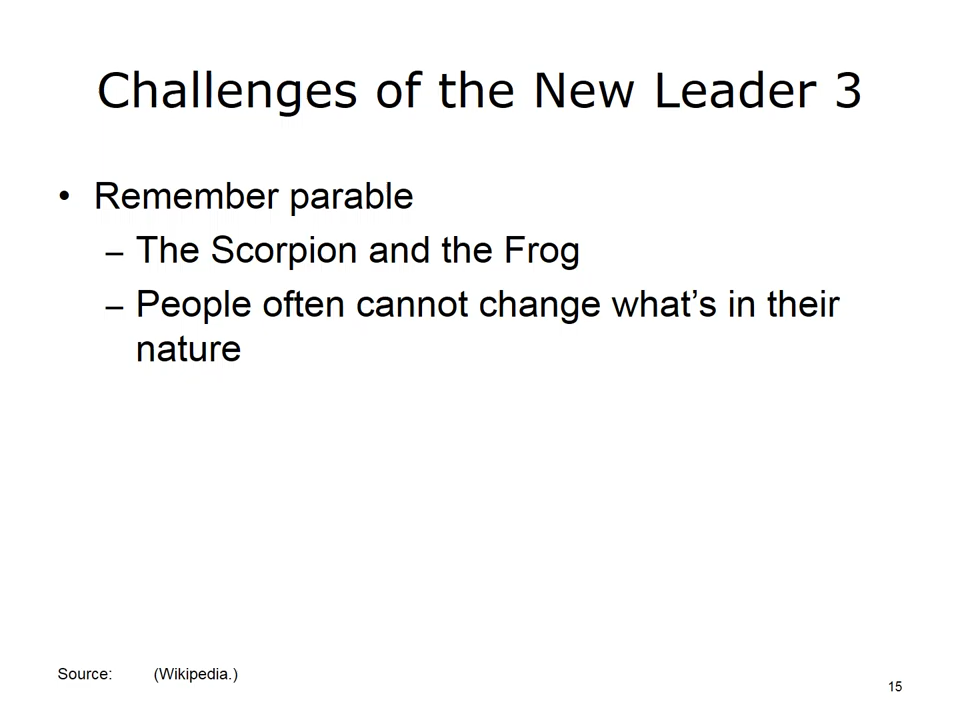 Challenges of the New Leader 3
• Remember parable
– The Scorpion and the Frog
– People often cannot change what's in their
nature
Source: (Wikipedia.)
15